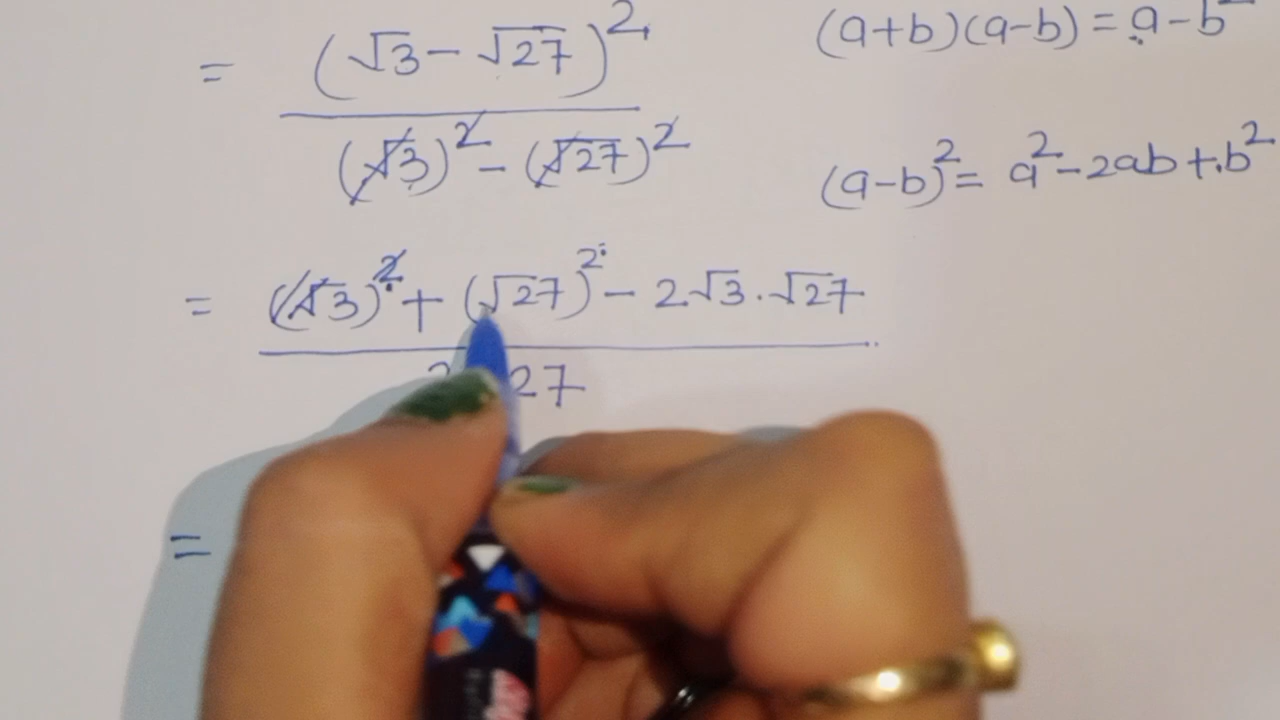 = (√3 - √27)²
(√3)² - (√27)²
(a+b)(a-b) = a - b²
(a-b)² = a² - 2ab + b²
= (√3)² + (√27)² - 2.√3.√27
27
=